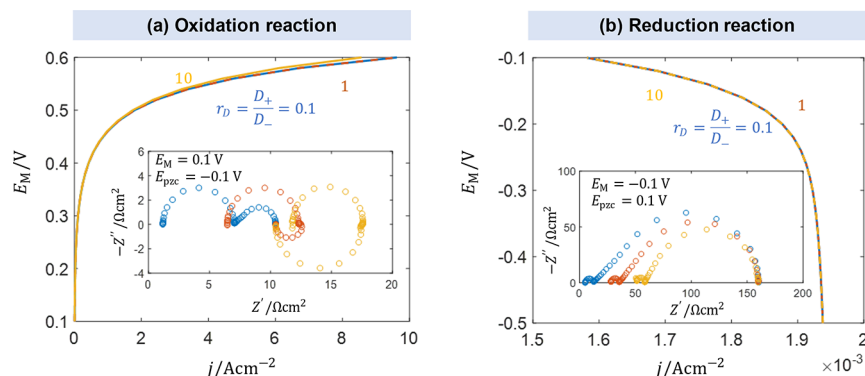 (a) Oxidation reaction
E_M/V
0.6
0.5
0.4
0.3
0.2
0.1
10
1
r_D = D_+/D_- = 0.1
E_M = 0.1 V
E_pzc = −0.1 V
−Z''/Ωcm²
6
4
2
0
-2
-4
0 5 10 15 20
Z'/Ωcm²
0 2 4 6 8 10
j/Acm⁻²
(b) Reduction reaction
E_M/V
-0.1
-0.2
-0.3
-0.4
-0.5
10
1
r_D = D_+/D_- = 0.1
E_M = −0.1 V
E_pzc = 0.1 V
−Z''/Ωcm²
100
50
0
0 50 100 150 200
Z'/Ωcm²
1.5 1.6 1.7 1.8 1.9 2
× 10⁻³
j/Acm⁻²